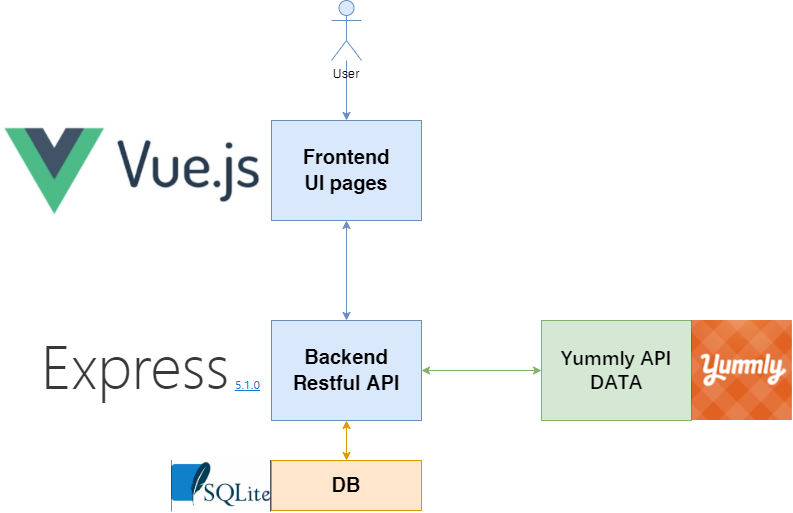 User
Vue.js
Frontend
UI pages
Express 5.1.0
Backend
Restful API
Yummly API
DATA
Yummly
SQLite
DB